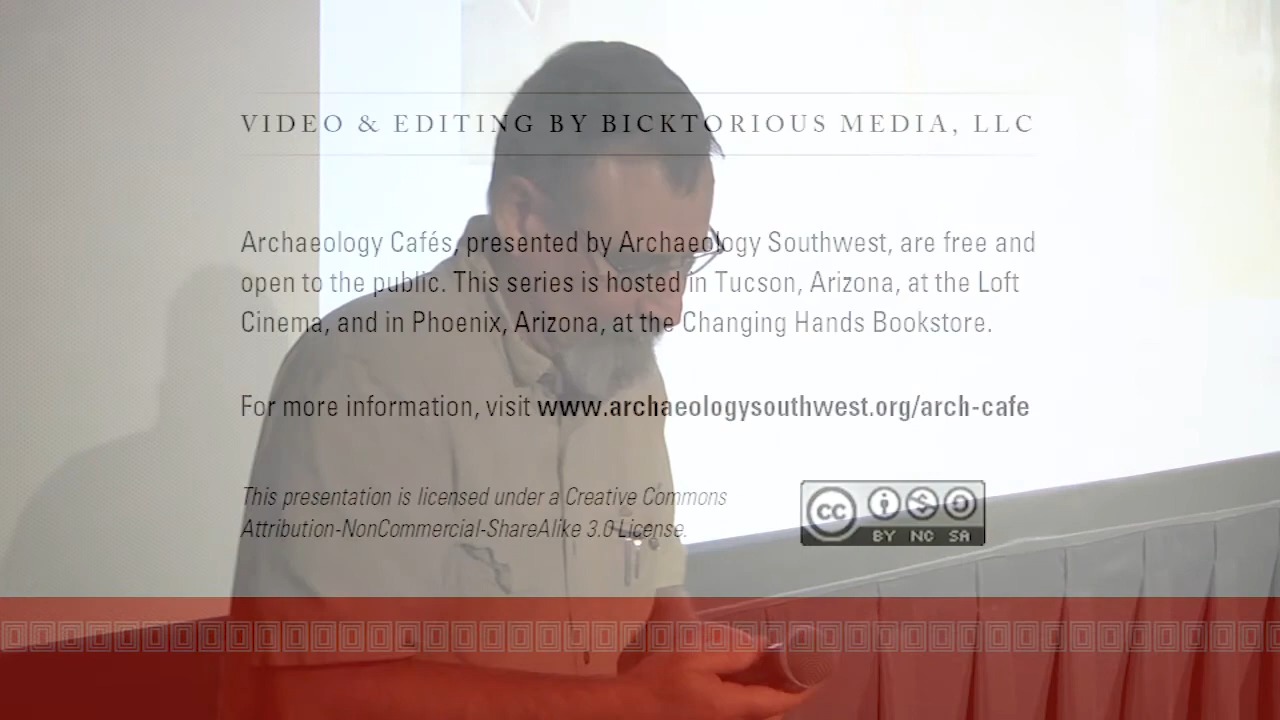 VIDEO & EDITING BY BICKTORIOUS MEDIA, LLC
Archaeology Cafés, presented by Archaeology Southwest, are free and
open to the public. This series is hosted in Tucson, Arizona, at the Loft
Cinema, and in Phoenix, Arizona, at the Changing Hands Bookstore.
For more information, visit www.archaeologysouthwest.org/arch-cafe
This presentation is licensed under a Creative Commons
Attribution-NonCommercial-ShareAlike 3.0 License.
cc
BY NC SA